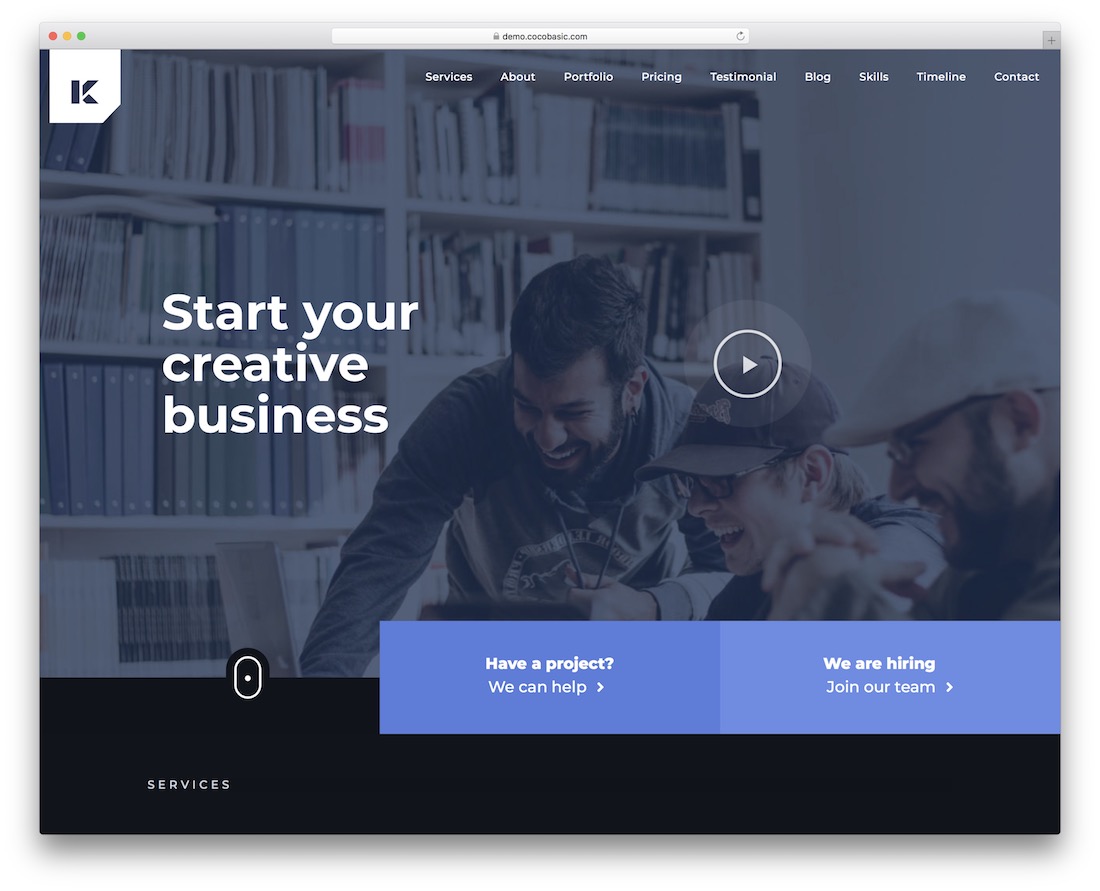 demo.cocobasic.com
K
Services About Portfolio Pricing Testimonial Blog Skills Timeline Contact
Start your
creative
business
Have a project?
We can help
We are hiring
Join our team
SERVICES